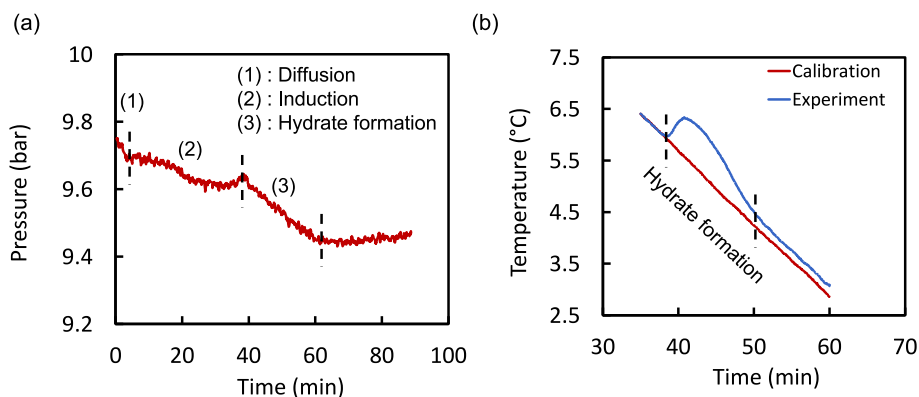 (a)
10
9.8
9.6
9.4
9.2
Pressure (bar)
(1) : Diffusion
(2) : Induction
(3) : Hydrate formation
(1)
(2)
(3)
0
20
40
60
80
100
Time (min)
(b)
7.5
6.5
5.5
4.5
3.5
2.5
Temperature (°C)
Calibration
Experiment
Hydrate formation
30
40
50
60
70
Time (min)